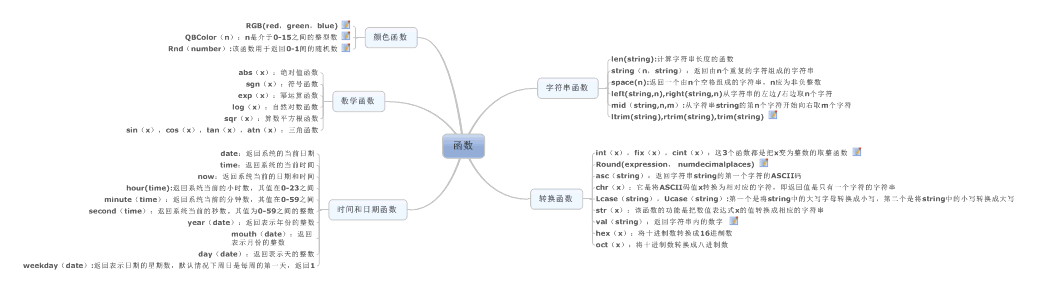 函数
颜色函数
RGB(red, green, blue)
QBColor（n）：n是介于0-15之间的整型数
Rnd（number）:该函数用于返回0-1间的随机数
数学函数
abs（x）：绝对值函数
sgn（x）：符号函数
exp（x）：幂运算函数
log（x）：自然对数函数
sqr（x）：算数平方根函数
sin（x），cos（x），tan（x），atn（x）：三角函数
时间和日期函数
date：返回系统的当前日期
time：返回系统的当前时间
now：返回系统的当前的日期和时间
hour(time):返回系统当前的小时数，其值在0-23之间
minute（time）：返回系统当前的分钟数，其值在0-59之间
second（time）：返回系统当前的秒数，其值为0-59之间的整数
year（date）：返回表示年份的整数
mouth（date）：返回
表示月份的整数
day（date）：返回表示天的整数
weekday（date）:返回表示日期的星期数，默认情况下周日是每周的第一天，返回1
字符串函数
len(string):计算字符串长度的函数
string（n，string）：返回由n个重复的字符组成的字符串
space(n):返回一个由n个空格组成的字符串，n应为非负整数
left(string,n),right(string,n)从字符串的左边/右边取n个字符
mid（string,n,m）:从字符串string的第n个字符开始向右取m个字符
ltrim(string),rtrim(string),trim(string)
转换函数
int（x），fix（x），cint（x），这3个函数都是把x变为整数的取整函数
Round(expression， numdecimalplaces)
asc（string），返回字符串string的第一个字符的ASCII码
chr（x）：它是将ASCII码值x转换为相对应的字符，即返回值是只有一个字符的字符串
Lcase（string），Ucase（string）:第一个是将string中的大写字母转换成小写，第二个是将string中的小写转换成大写
str（x）：该函数的功能是把数值表达式x的值转换成相应的字符串
val（string），返回字符串内的数字
hex（x）：将十进制数转换成16进制数
oct（x），将十进制数转换成八进制数